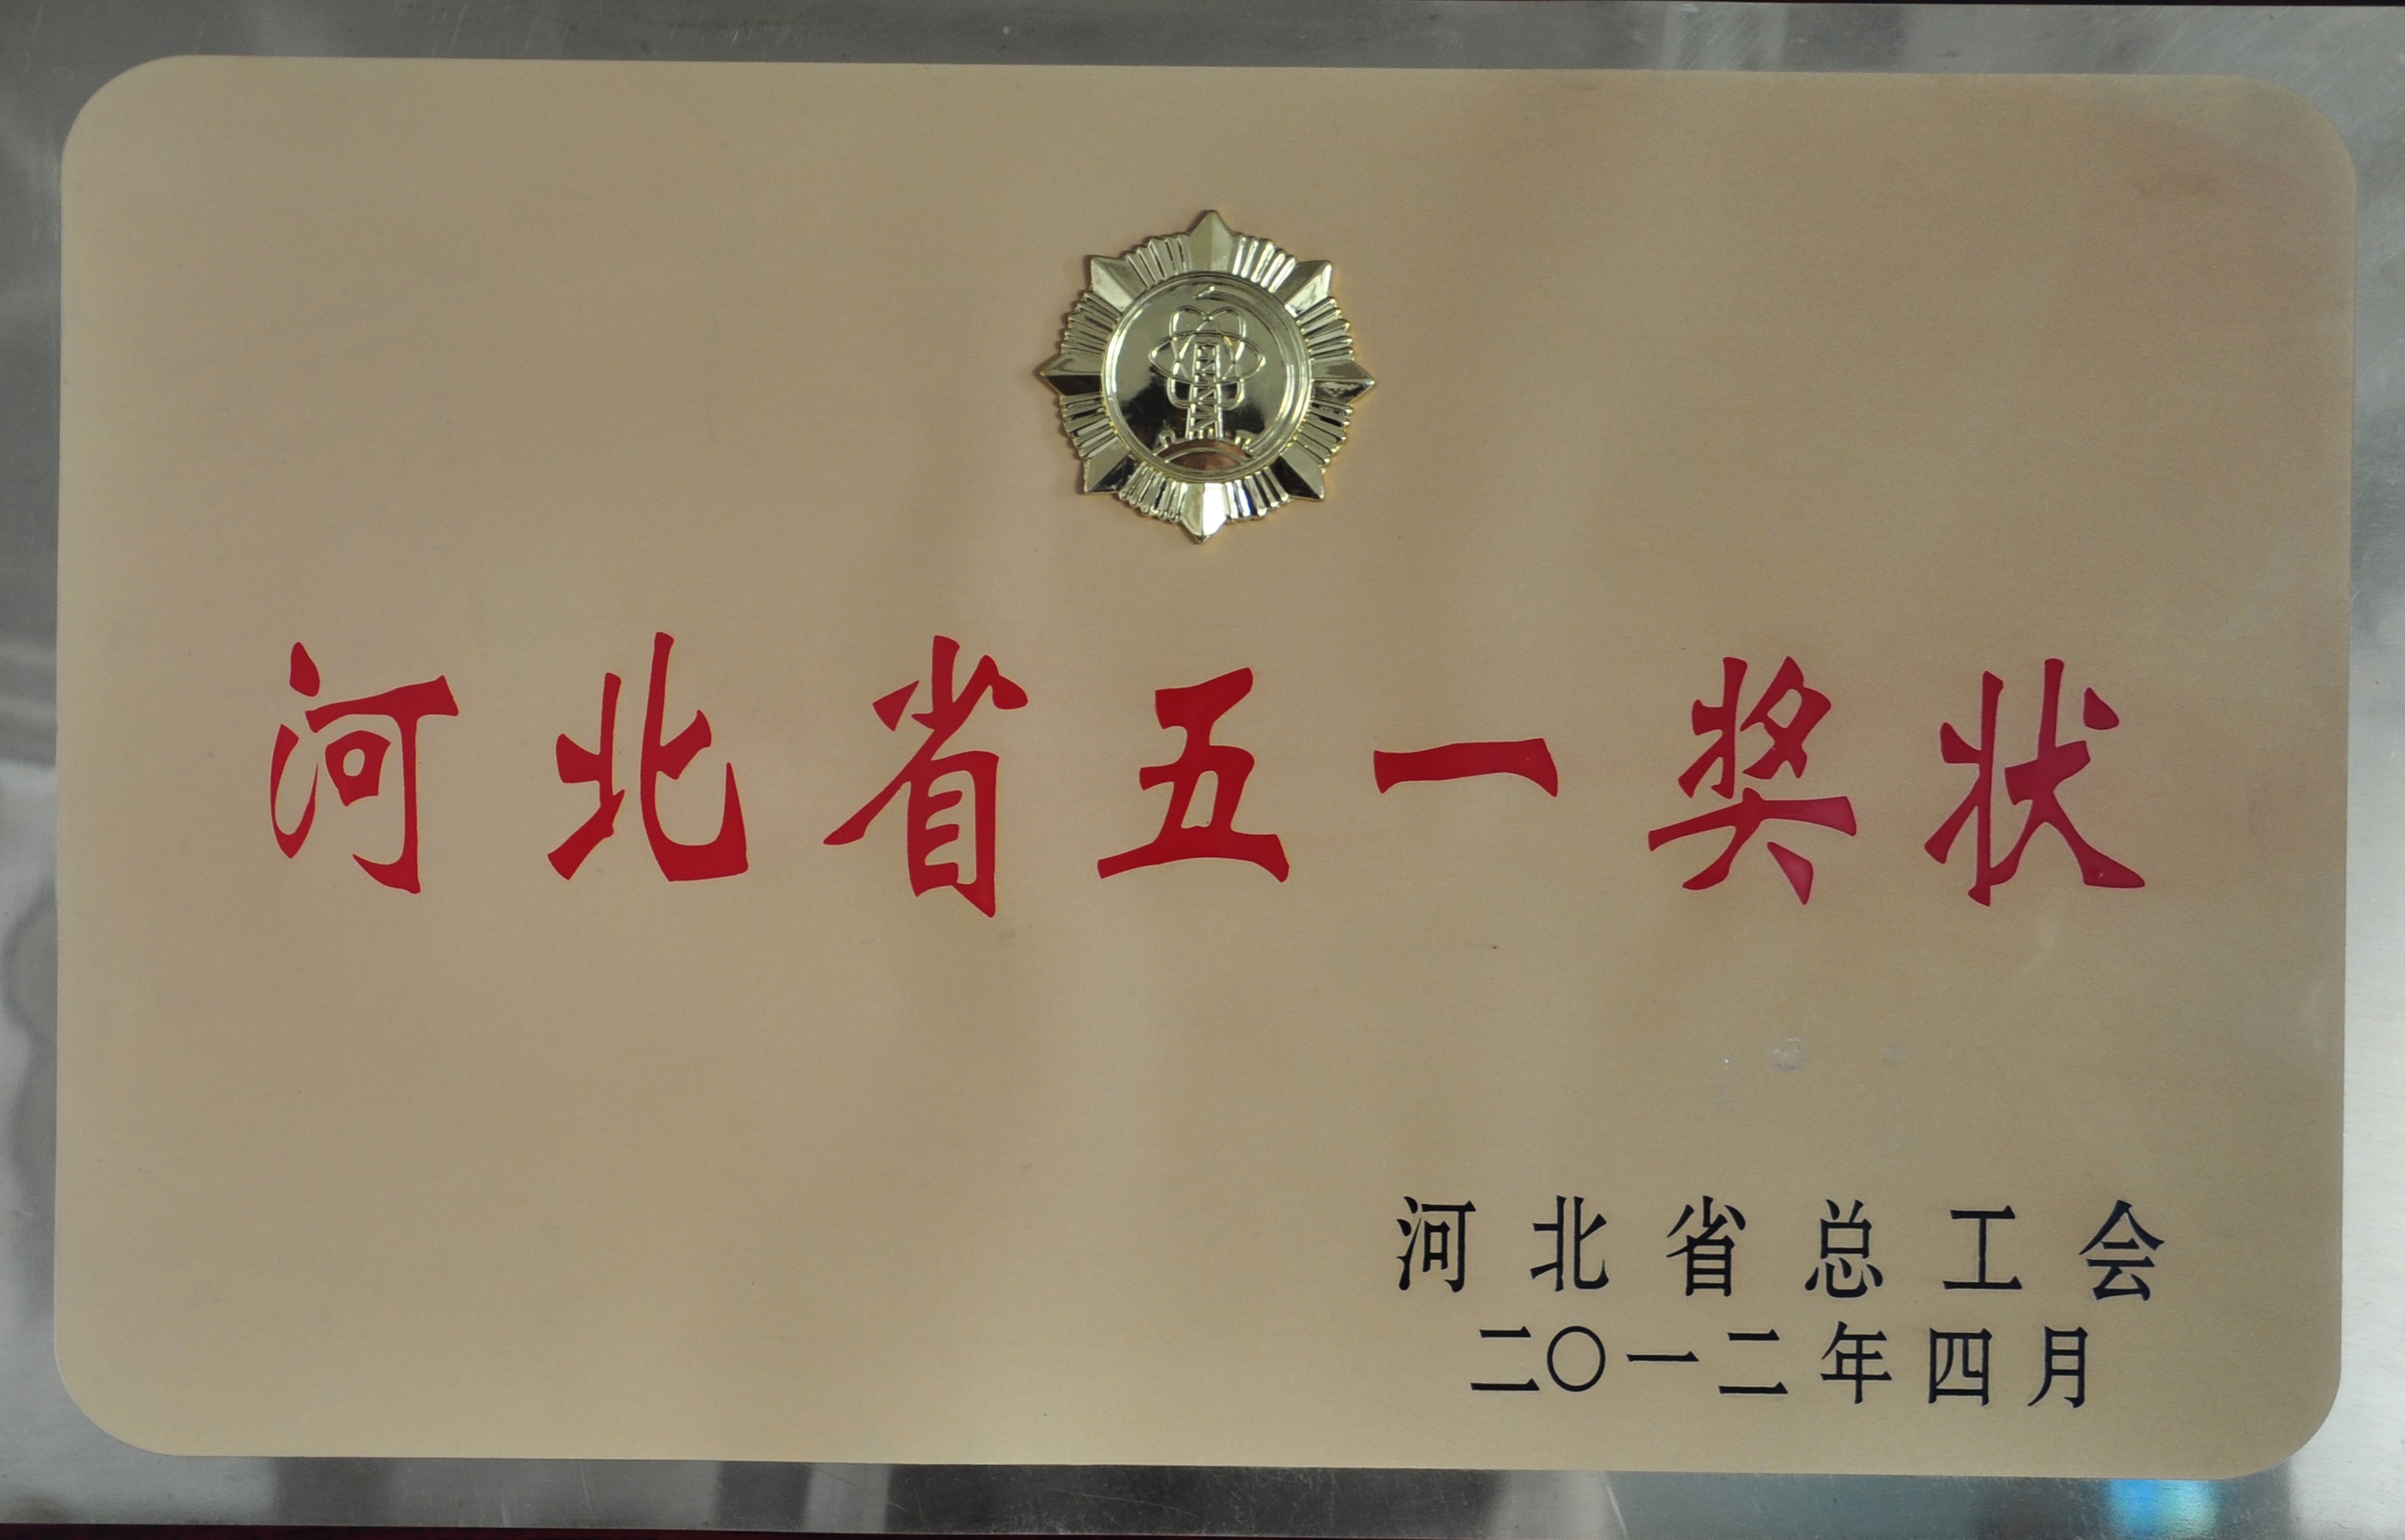 河北省五一奖状
河北省总工会
二〇一二年四月